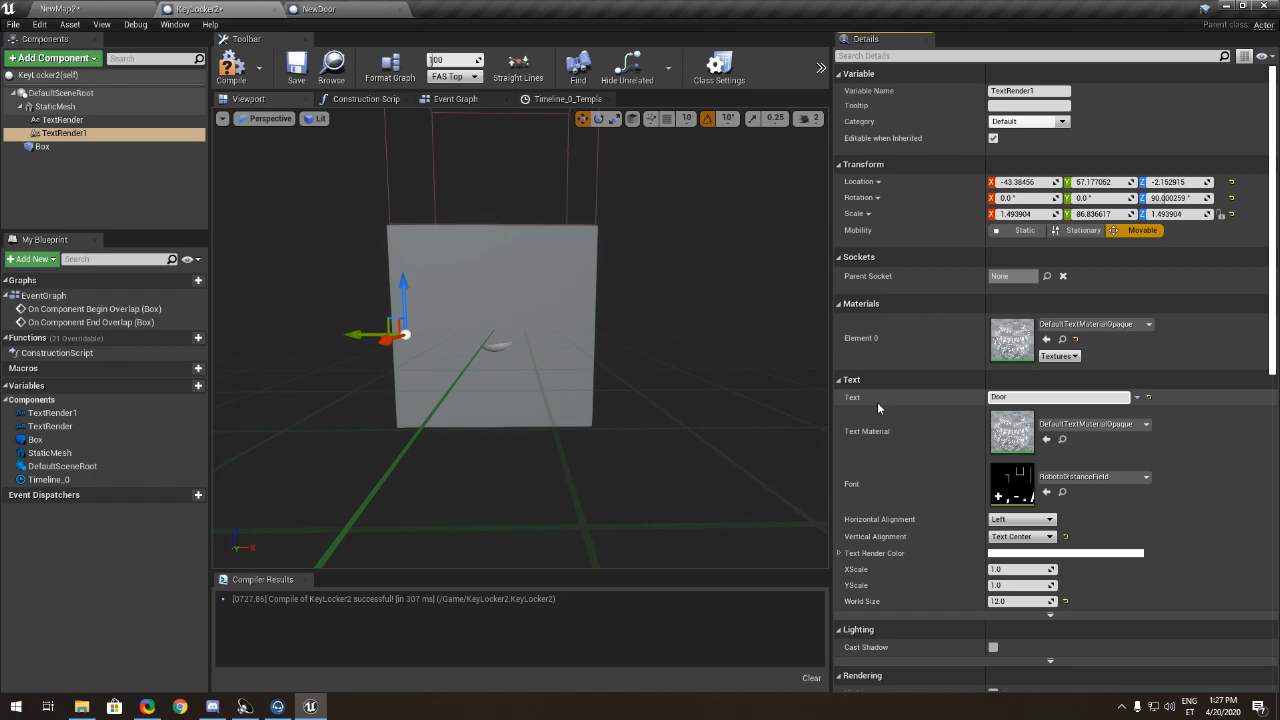 NewMap2*
KeyLocker2*
NewDoor
File Edit Asset View Debug Window Help
Parent class: Actor
Components
Toolbar
Details
+ Add Component
Search
KeyLocker2(self)
DefaultSceneRoot
StaticMesh
TextRender
TextRender1
Box
Compile
Save
Browse
Format Graph
FAS Top
Straight Lines
Find
Hide Unrelated
Class Settings
Viewport
Construction Scrip
Event Graph
Timeline_0_Templa
Perspective
Lit
10
10°
0.25
2
My Blueprint
+ Add New
Search
Graphs
EventGraph
On Component Begin Overlap (Box)
On Component End Overlap (Box)
Functions (21 Overridable)
ConstructionScript
Macros
Variables
Components
TextRender1
TextRender
Box
StaticMesh
DefaultSceneRoot
Timeline_0
Event Dispatchers
Compiler Results
[0727.86] Compile of KeyLocker2 successful! [in 307 ms] (/Game/KeyLocker2.KeyLocker2)
Clear
Search Details
Variable
Variable Name TextRender1
Tooltip
Category Default
Editable when Inherited
Transform
Location X -43.38456 Y 57.177052 Z -2.152915
Rotation X 0.0 ° Y 0.0 ° Z 90.000259 °
Scale X 1.493904 Y 86.836617 Z 1.493904
Mobility Static Stationary Movable
Sockets
Parent Socket None
Materials
Element 0
DefaultTextMaterialOpaque
Textures
Text
Text Door
Text Material
DefaultTextMaterialOpaque
Font
RobotoDistanceField
Horizontal Alignment Left
Vertical Alignment Text Center
Text Render Color
XScale 1.0
YScale 1.0
World Size 12.0
Lighting
Cast Shadow
Rendering
ENG
ET
1:27 PM
4/20/2020